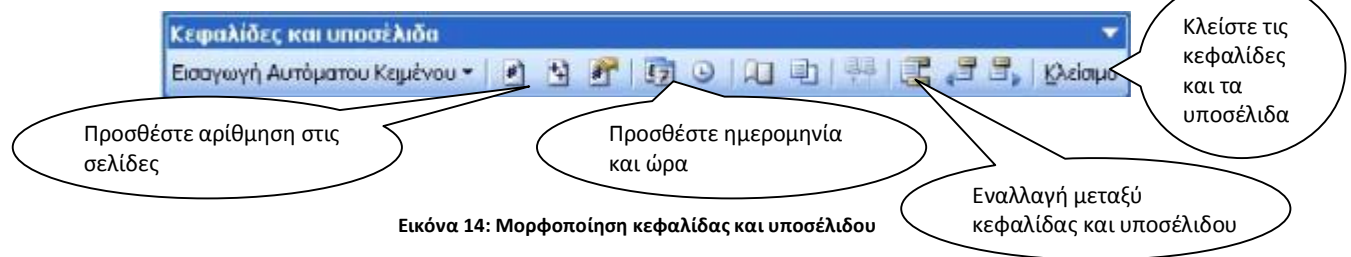 Κεφαλίδες και υποσέλιδα
Εισαγωγή Αυτόματου Κειμένου
Κλείσιμο
Κλείστε τις
κεφαλίδες
και τα
υποσέλιδα
Προσθέστε αρίθμηση στις
σελίδες
Προσθέστε ημερομηνία
και ώρα
Εναλλαγή μεταξύ
κεφαλίδας και υποσέλιδου
Εικόνα 14: Μορφοποίηση κεφαλίδας και υποσέλιδου